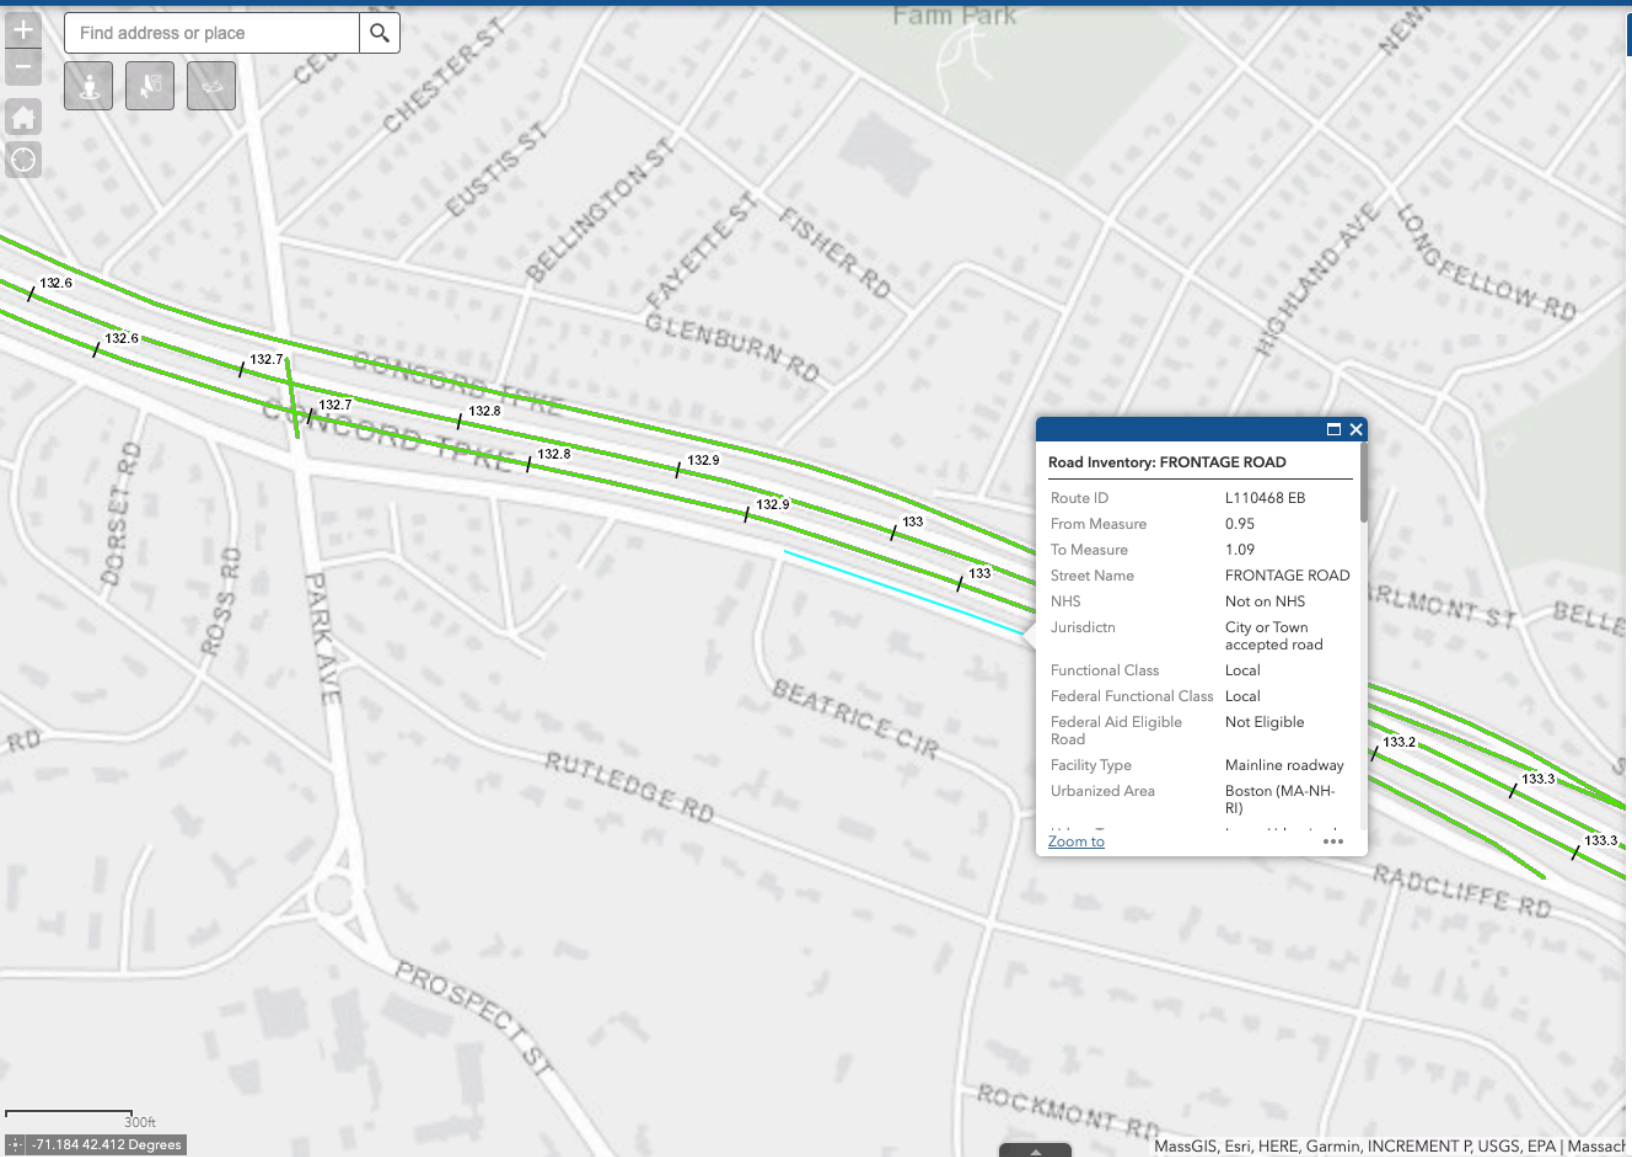 Farm Park
Find address or place
CHESTER ST
NEW
EUSTIS ST
BELLINGTON ST
FAYETTE ST
FISHER RD
HIGHLAND AVE
LONGFELLOW RD
GLENBURN RD
132.6
132.6
132.7
132.7
CONCORD TPKE
CONCORD TPKE
132.8
132.8
132.9
132.9
133
133
DORSET RD
ROSS RD
PARK AVE
BEATRICE CIR
RUTLEDGE RD
RD
Road Inventory: FRONTAGE ROAD
Route ID L110468 EB
From Measure 0.95
To Measure 1.09
Street Name FRONTAGE ROAD
NHS Not on NHS
Jurisdictn City or Town
accepted road
Functional Class Local
Federal Functional Class Local
Federal Aid Eligible Not Eligible
Road
Facility Type Mainline roadway
Urbanized Area Boston (MA-NH-
RI)
Zoom to
RLMONT ST
BELLE
133.2
133.3
133.3
RADCLIFFE RD
PROSPECT ST
ROCKMONT RD
300ft
-71.184 42.412 Degrees
MassGIS, Esri, HERE, Garmin, INCREMENT P, USGS, EPA | Massach